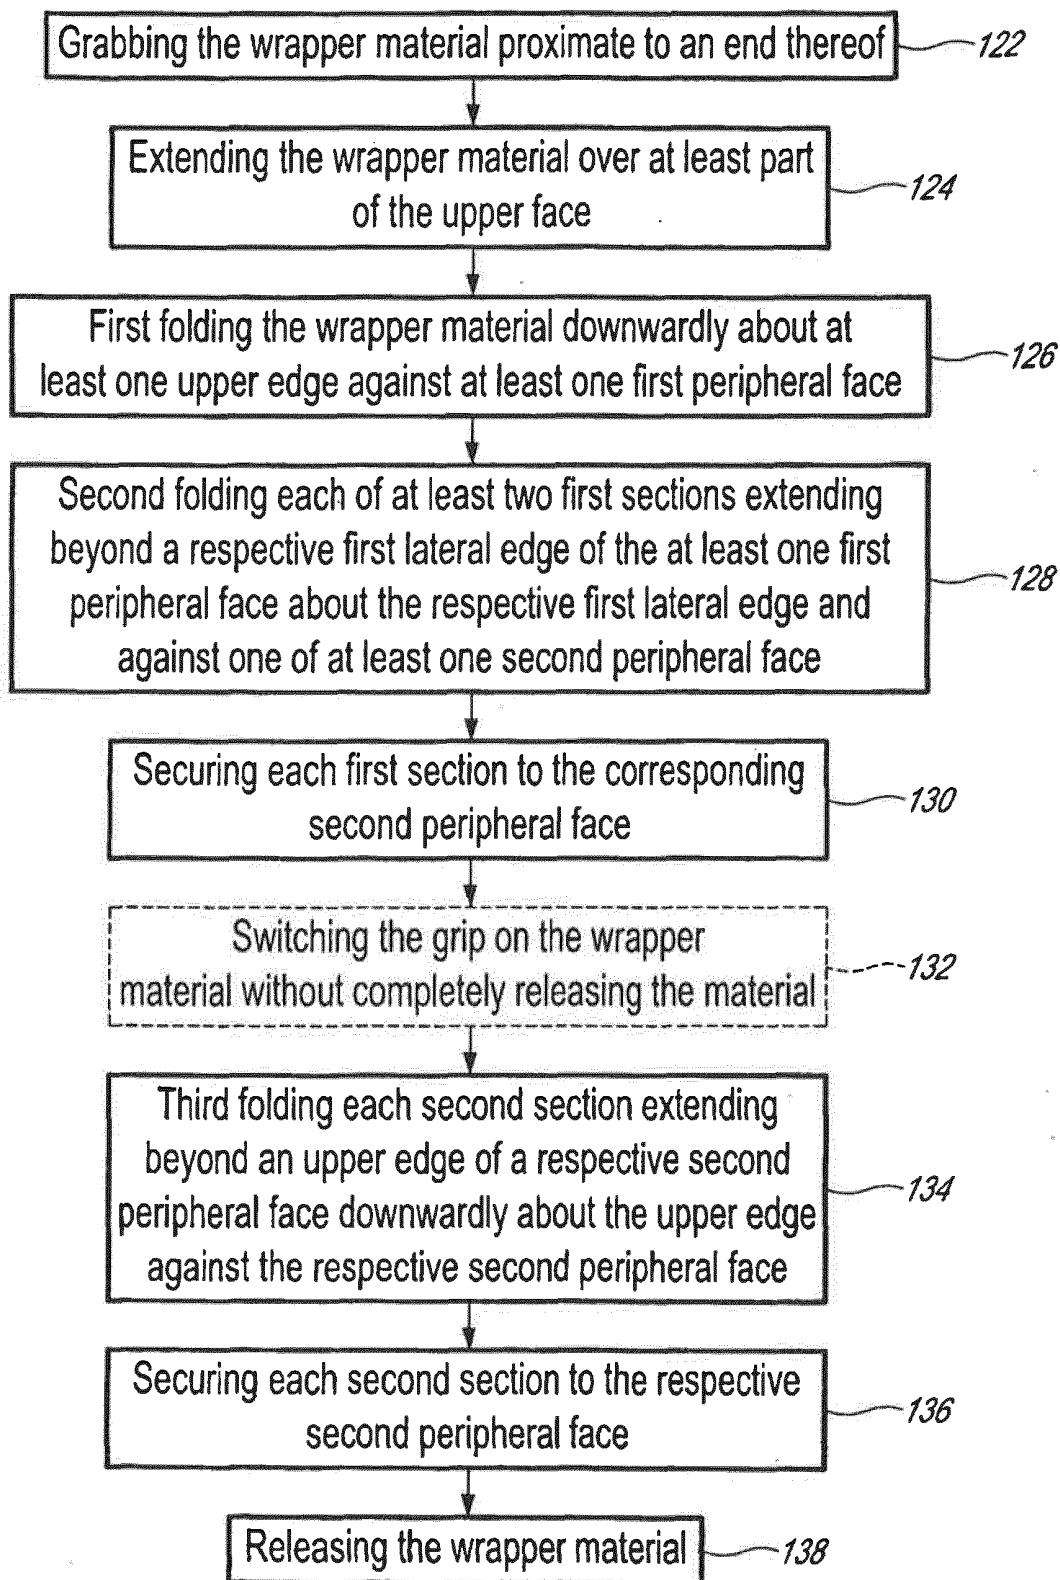 Grabbing the wrapper material proximate to an end thereof
122
Extending the wrapper material over at least part
of the upper face
124
First folding the wrapper material downwardly about at
least one upper edge against at least one first peripheral face
126
Second folding each of at least two first sections extending
beyond a respective first lateral edge of the at least one first
peripheral face about the respective first lateral edge and
against one of at least one second peripheral face
128
Securing each first section to the corresponding
second peripheral face
130
Switching the grip on the wrapper
material without completely releasing the material
132
Third folding each second section extending
beyond an upper edge of a respective second
peripheral face downwardly about the upper edge
against the respective second peripheral face
134
Securing each second section to the respective
second peripheral face
136
Releasing the wrapper material
138